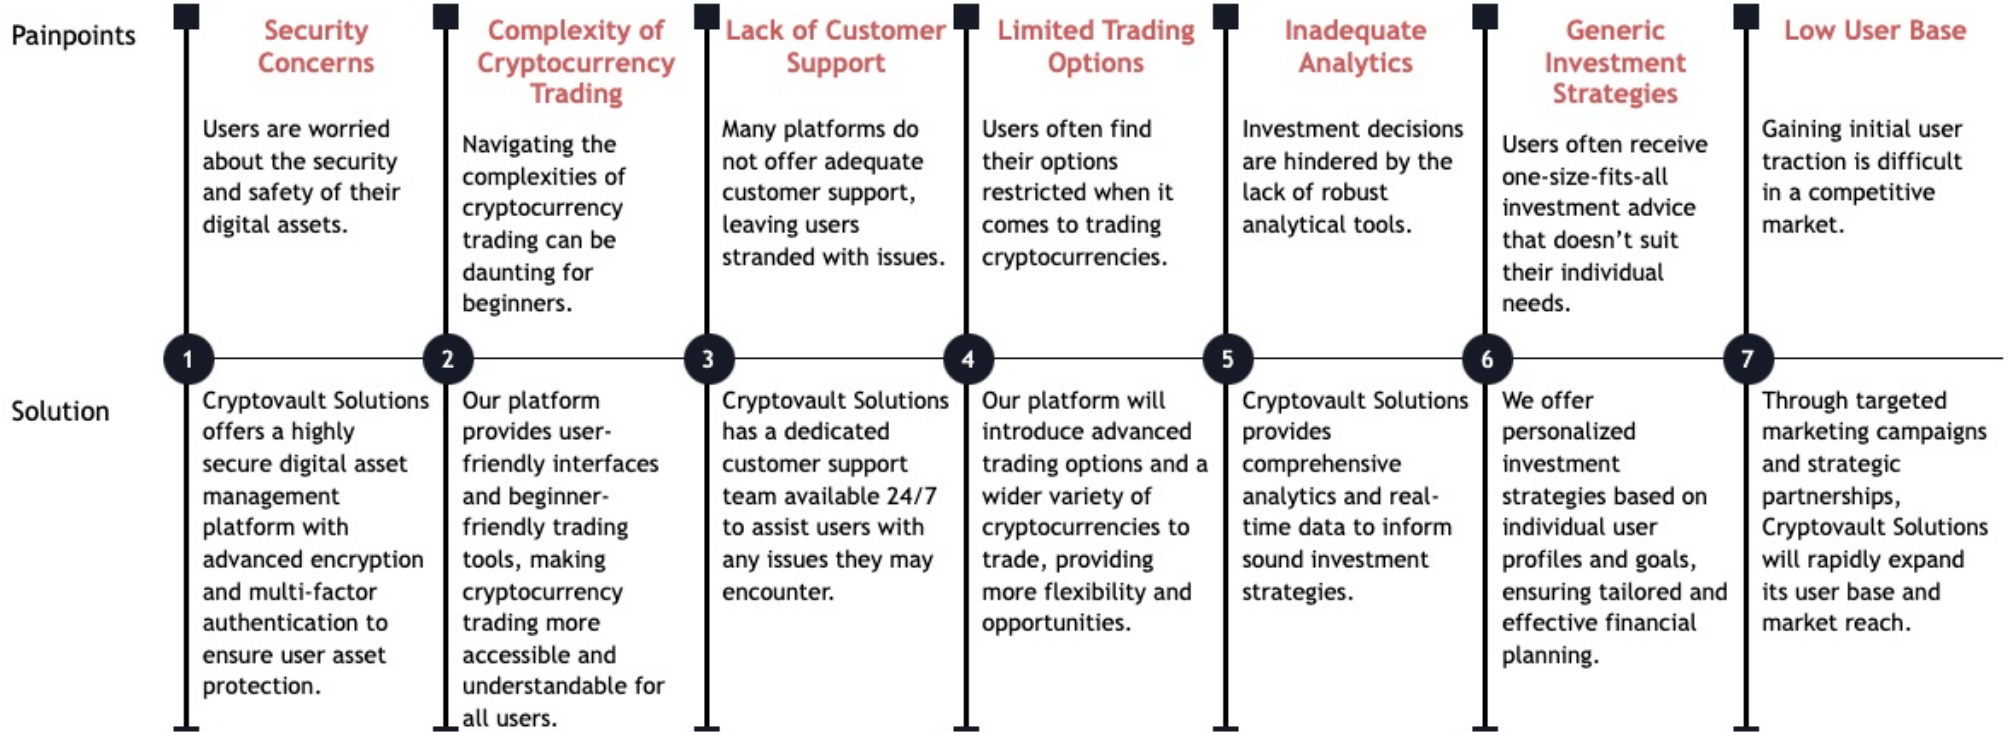 Painpoints
Security
Concerns
Users are worried
about the security
and safety of their
digital assets.
Complexity of
Cryptocurrency
Trading
Navigating the
complexities of
cryptocurrency
trading can be
daunting for
beginners.
Lack of Customer
Support
Many platforms do
not offer adequate
customer support,
leaving users
stranded with issues.
Limited Trading
Options
Users often find
their options
restricted when it
comes to trading
cryptocurrencies.
Inadequate
Analytics
Investment decisions
are hindered by the
lack of robust
analytical tools.
Generic
Investment
Strategies
Users often receive
one-size-fits-all
investment advice
that doesn't suit
their individual
needs.
Low User Base
Gaining initial user
traction is difficult
in a competitive
market.
1
2
3
4
5
6
7
Solution
Cryptovault Solutions
offers a highly
secure digital asset
management
platform with
advanced encryption
and multi-factor
authentication to
ensure user asset
protection.
Our platform
provides user-
friendly interfaces
and beginner-
friendly trading
tools, making
cryptocurrency
trading more
accessible and
understandable for
all users.
Cryptovault Solutions
has a dedicated
customer support
team available 24/7
to assist users with
any issues they may
encounter.
Our platform will
introduce advanced
trading options and a
wider variety of
cryptocurrencies to
trade, providing
more flexibility and
opportunities.
Cryptovault Solutions
provides
comprehensive
analytics and real-
time data to inform
sound investment
strategies.
We offer
personalized
investment
strategies based on
individual user
profiles and goals,
ensuring tailored and
effective financial
planning.
Through targeted
marketing campaigns
and strategic
partnerships,
Cryptovault Solutions
will rapidly expand
its user base and
market reach.